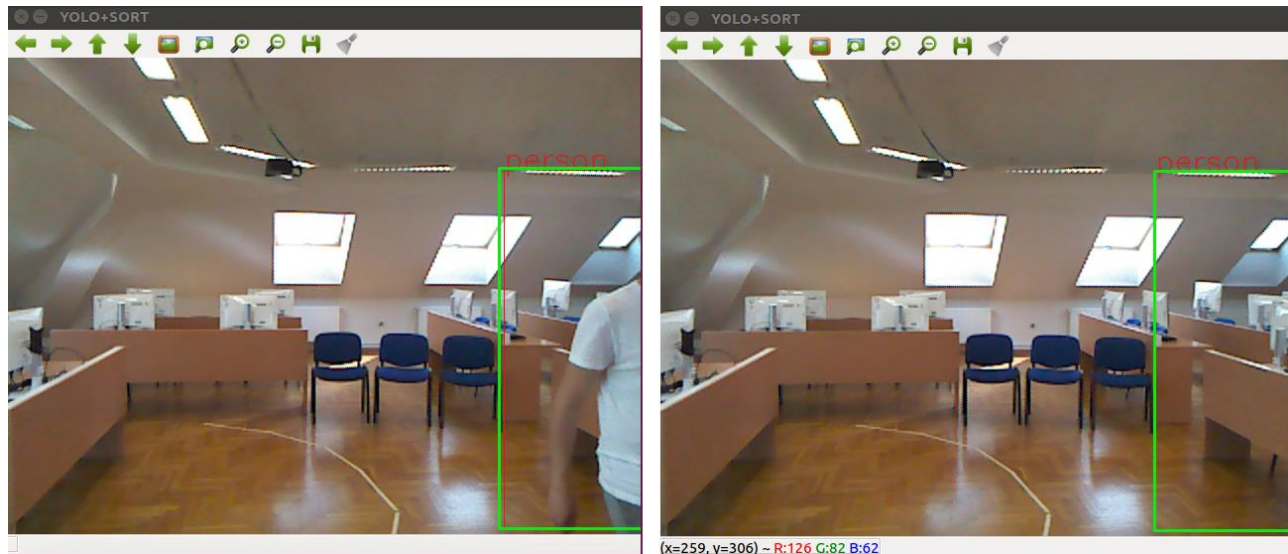 YOLO+SORT
person
YOLO+SORT
person
(x=259, y=306) ~ R:126 G:82 B:62